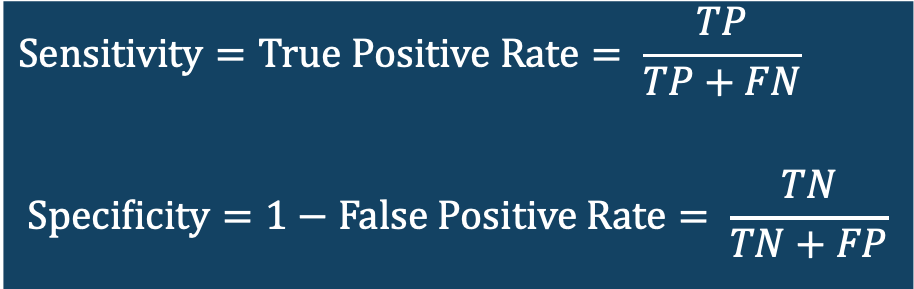 Sensitivity = True Positive Rate = TP / TP + FN
Specificity = 1 − False Positive Rate = TN / TN + FP